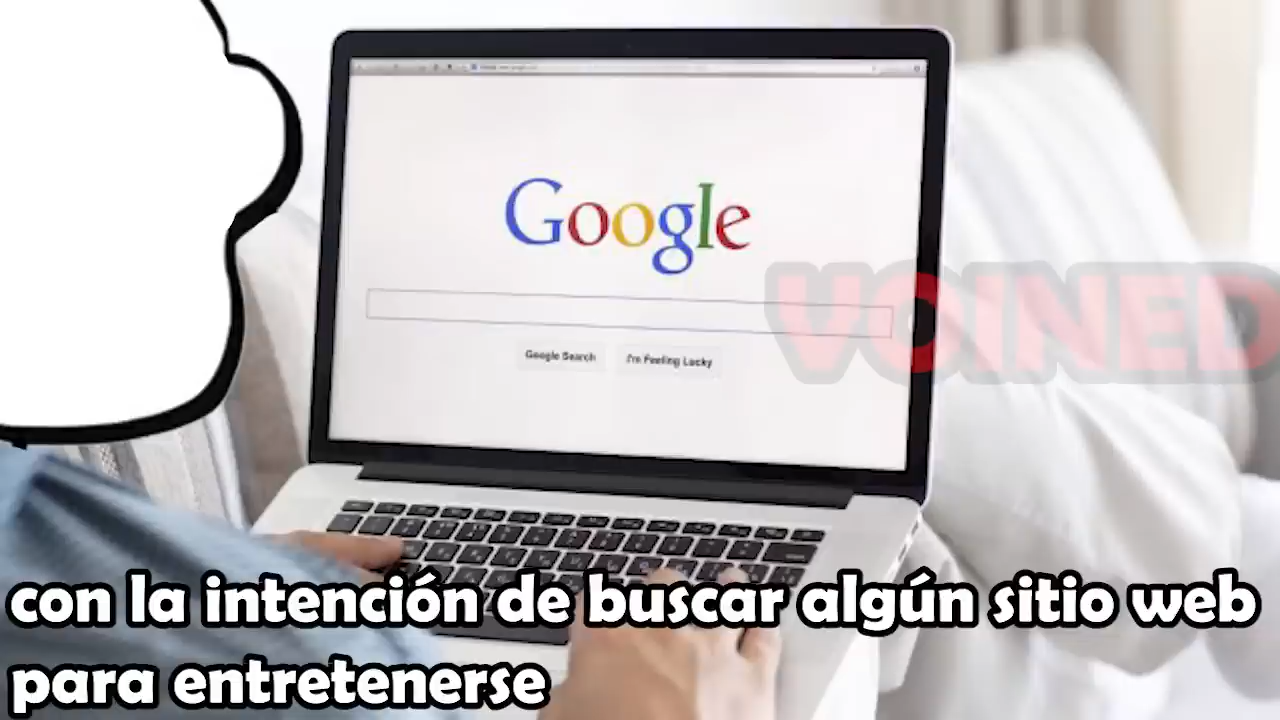 Google
VOINED
Google Search
I'm Feeling Lucky
con la intención de buscar algún sitio web
para entretenerse